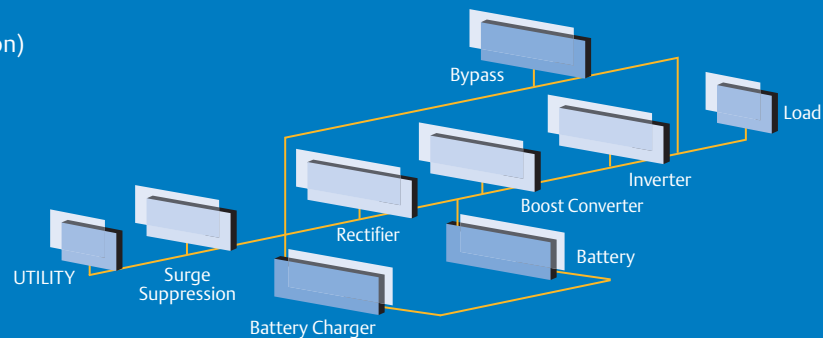 on)
Bypass
Load
Inverter
Boost Converter
Rectifier
Battery
UTILITY
Surge
Suppression
Battery Charger